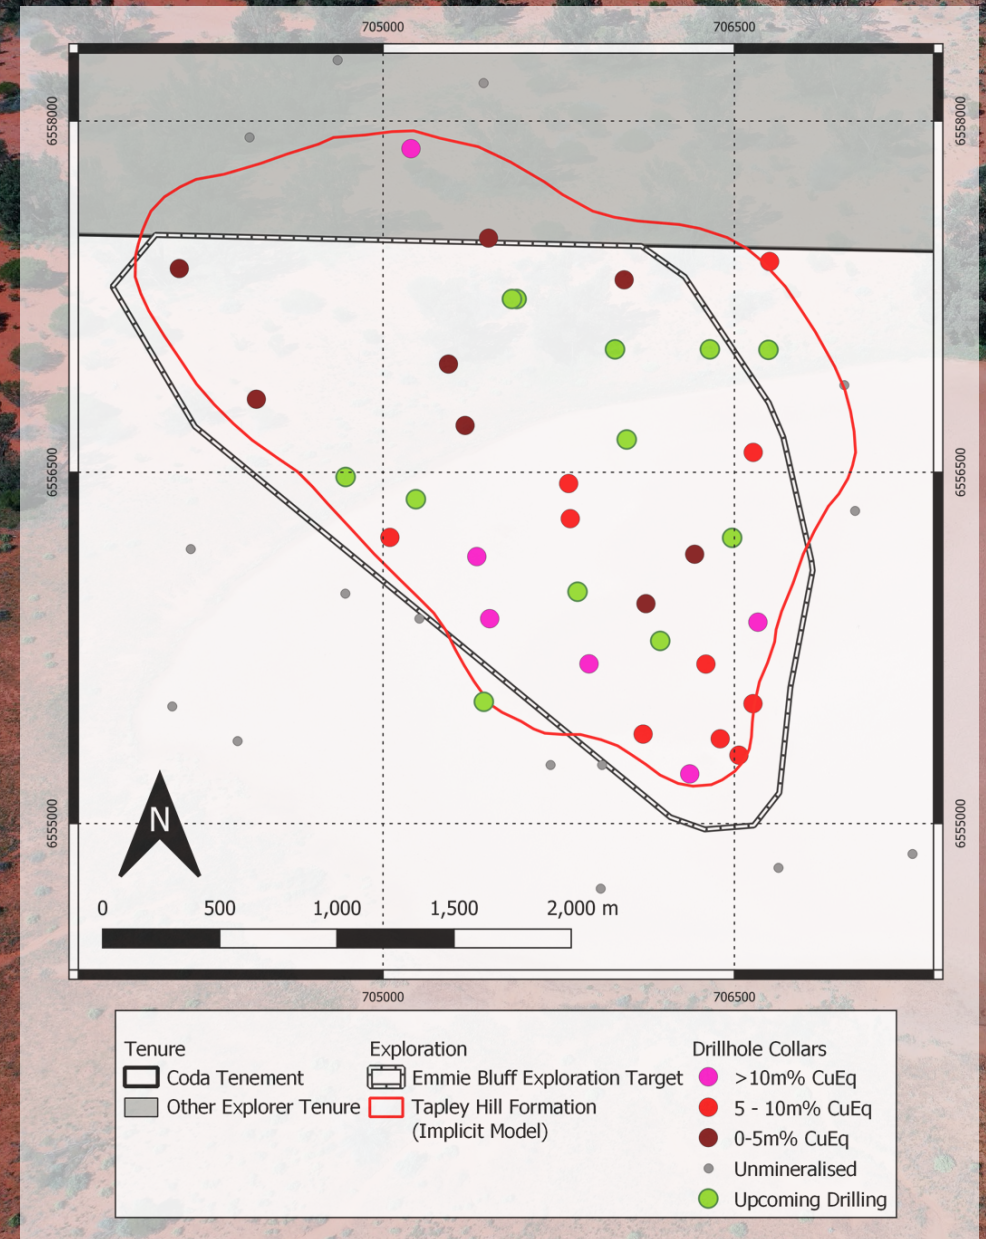 705000
706500
6558000
6558000
6556500
6556500
6555000
6555000
N
0
500
1,000
1,500
2,000 m
705000
706500
Tenure
Coda Tenement
Other Explorer Tenure
Exploration
Emmie Bluff Exploration Target
Tapley Hill Formation
(Implicit Model)
Drillhole Collars
>10m% CuEq
5 - 10m% CuEq
0-5m% CuEq
Unmineralised
Upcoming Drilling